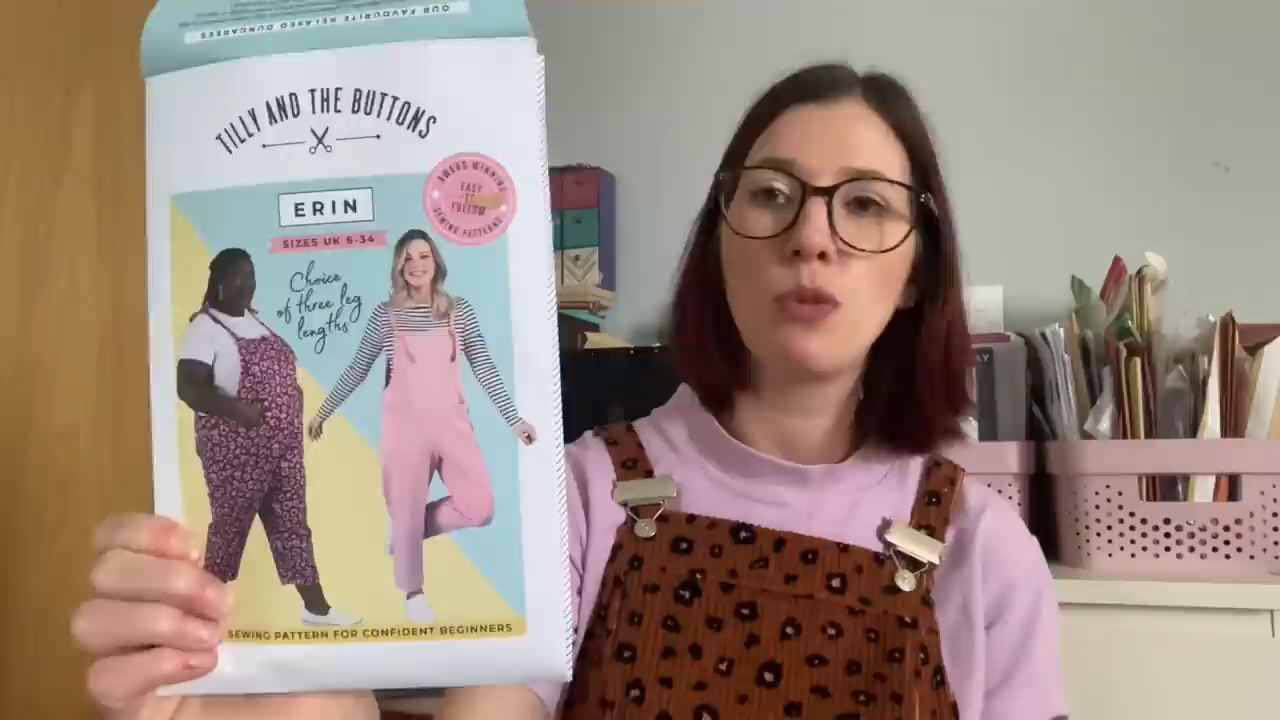 OUR FAVOURITE RELAXED DUNGAREES
TILLY AND THE BUTTONS
AWARD WINNING
EASY
TO
FOLLOW
SEWING PATTERNS
ERIN
SIZES UK 6-34
Choice
of three leg
lengths
SEWING PATTERN FOR CONFIDENT BEGINNERS